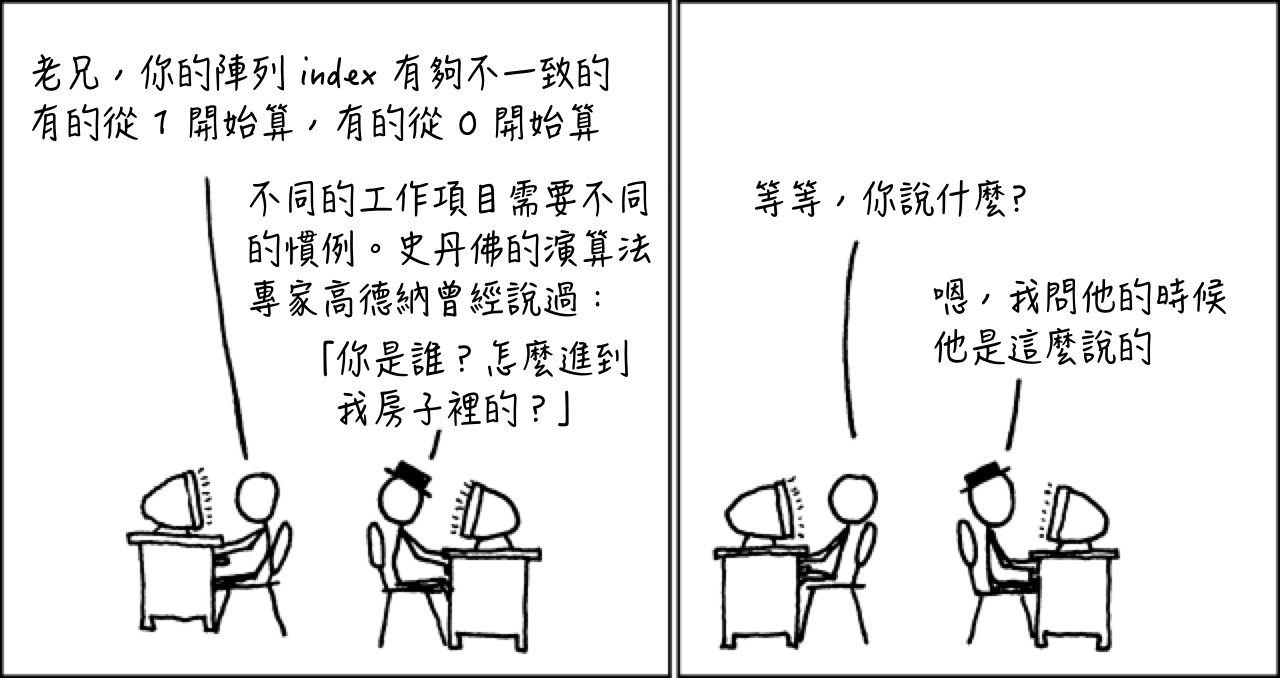 老兄，你的陣列 index 有夠不一致的
有的從 1 開始算，有的從 0 開始算
不同的工作項目需要不同
的慣例。史丹佛的演算法
專家高德納曾經說過：
「你是誰？怎麼進到
我房子裡的？」
等等，你說什麼?
嗯，我問他的時候
他是這麼說的